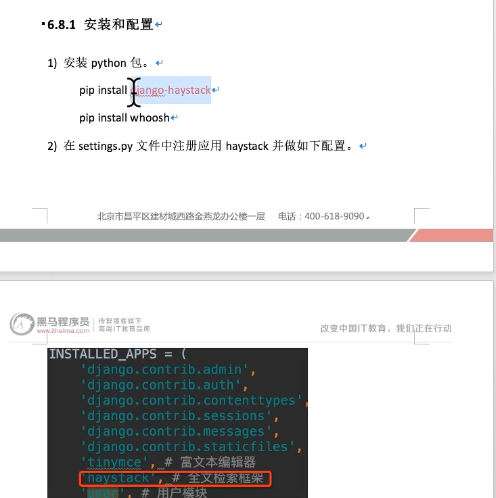 6.8.1 安装和配置
1) 安装 python 包。
pip install django-haystack
pip install whoosh
2) 在 settings.py 文件中注册应用 haystack 并做如下配置。
北京市昌平区建材城西路金燕龙办公楼一层 电话：400-618-9090
黑马程序员 传智播客旗下
www.itheima.com 高端IT教育品牌
改变中国IT教育，我们正在行动
INSTALLED_APPS = (
'django.contrib.admin',
'django.contrib.auth',
'django.contrib.contenttypes',
'django.contrib.sessions',
'django.contrib.messages',
'django.contrib.staticfiles',
'tinymce', # 富文本编辑器
'haystack', # 全文检索框架
# 用户模块